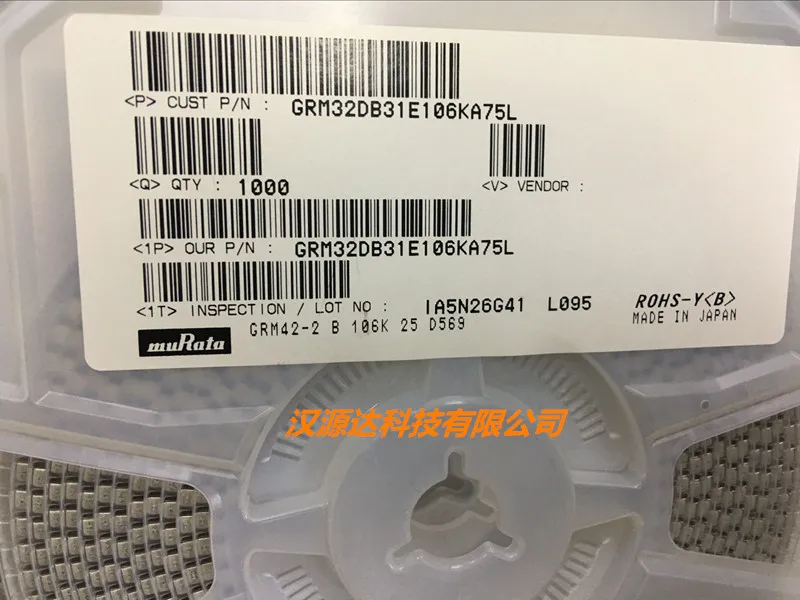 <P> CUST P/N : GRM32DB31E106KA75L
<Q> QTY : 1000 <V> VENDOR :
<1P> OUR P/N : GRM32DB31E106KA75L
<1T> INSPECTION / LOT NO : IA5N26G41 L095 ROHS-Y<B>
muRata GRM42-2 B 106K 25 D569 MADE IN JAPAN
汉源达科技有限公司